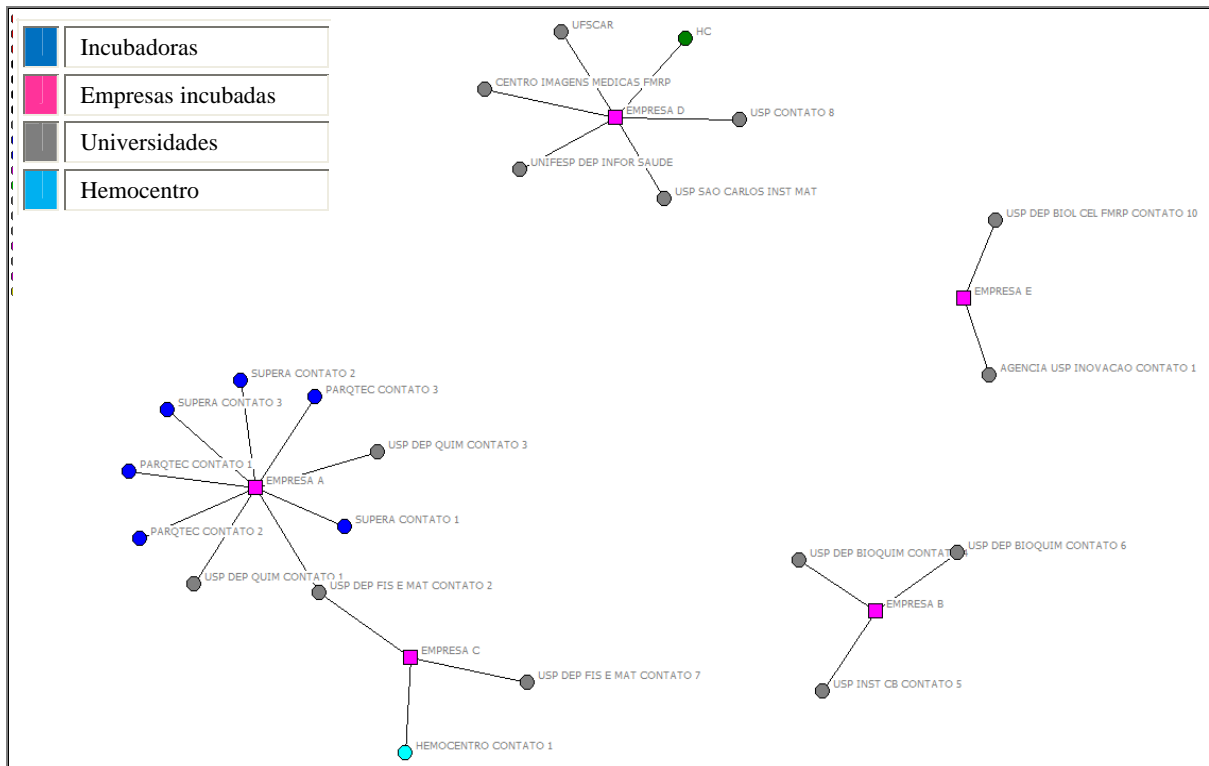 Incubadoras
Empresas incubadas
Universidades
Hemocentro
UFSCAR
HC
CENTRO IMAGENS MEDICAS FMRP
EMPRESA D
USP CONTATO 8
UNIFESP DEP INFOR SAUDE
USP SAO CARLOS INST MAT
USP DEP BIOL CEL FMRP CONTATO 10
EMPRESA E
AGENCIA USP INOVACAO CONTATO 1
SUPERA CONTATO 2
PARQTEC CONTATO 3
SUPERA CONTATO 3
USP DEP QUIM CONTATO 3
PARQTEC CONTATO 1
EMPRESA A
SUPERA CONTATO 1
PARQTEC CONTATO 2
USP DEP QUIM CONTATO 1
USP DEP FIS E MAT CONTATO 2
USP DEP BIOQUIM CONTATO 4
USP DEP BIOQUIM CONTATO 6
EMPRESA B
EMPRESA C
USP DEP FIS E MAT CONTATO 7
USP INST CB CONTATO 5
HEMOCENTRO CONTATO 1